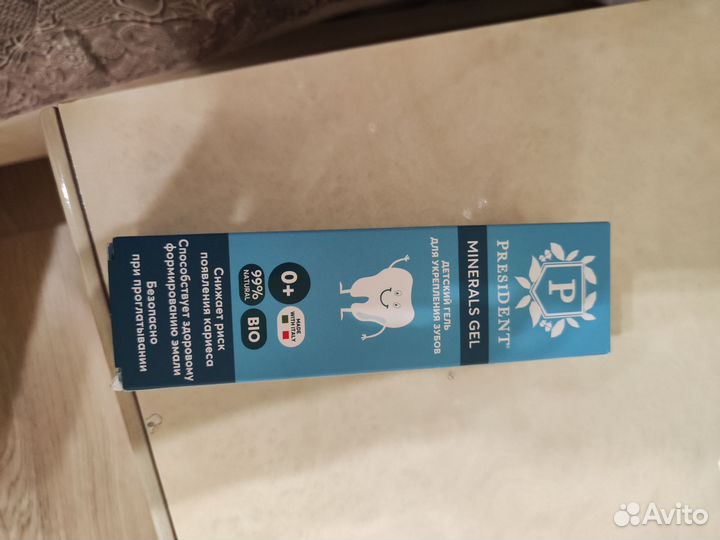 P
PRESIDENT®
MINERALS GEL
ДЕТСКИЙ ГЕЛЬ
ДЛЯ УКРЕПЛЕНИЯ ЗУБОВ
0+
MADE
WITH ITALY
99%
NATURAL
BIO
Снижает риск
появления кариеса
Способствует здоровому
формированию эмали
Безопасно
при проглатывании
Avito